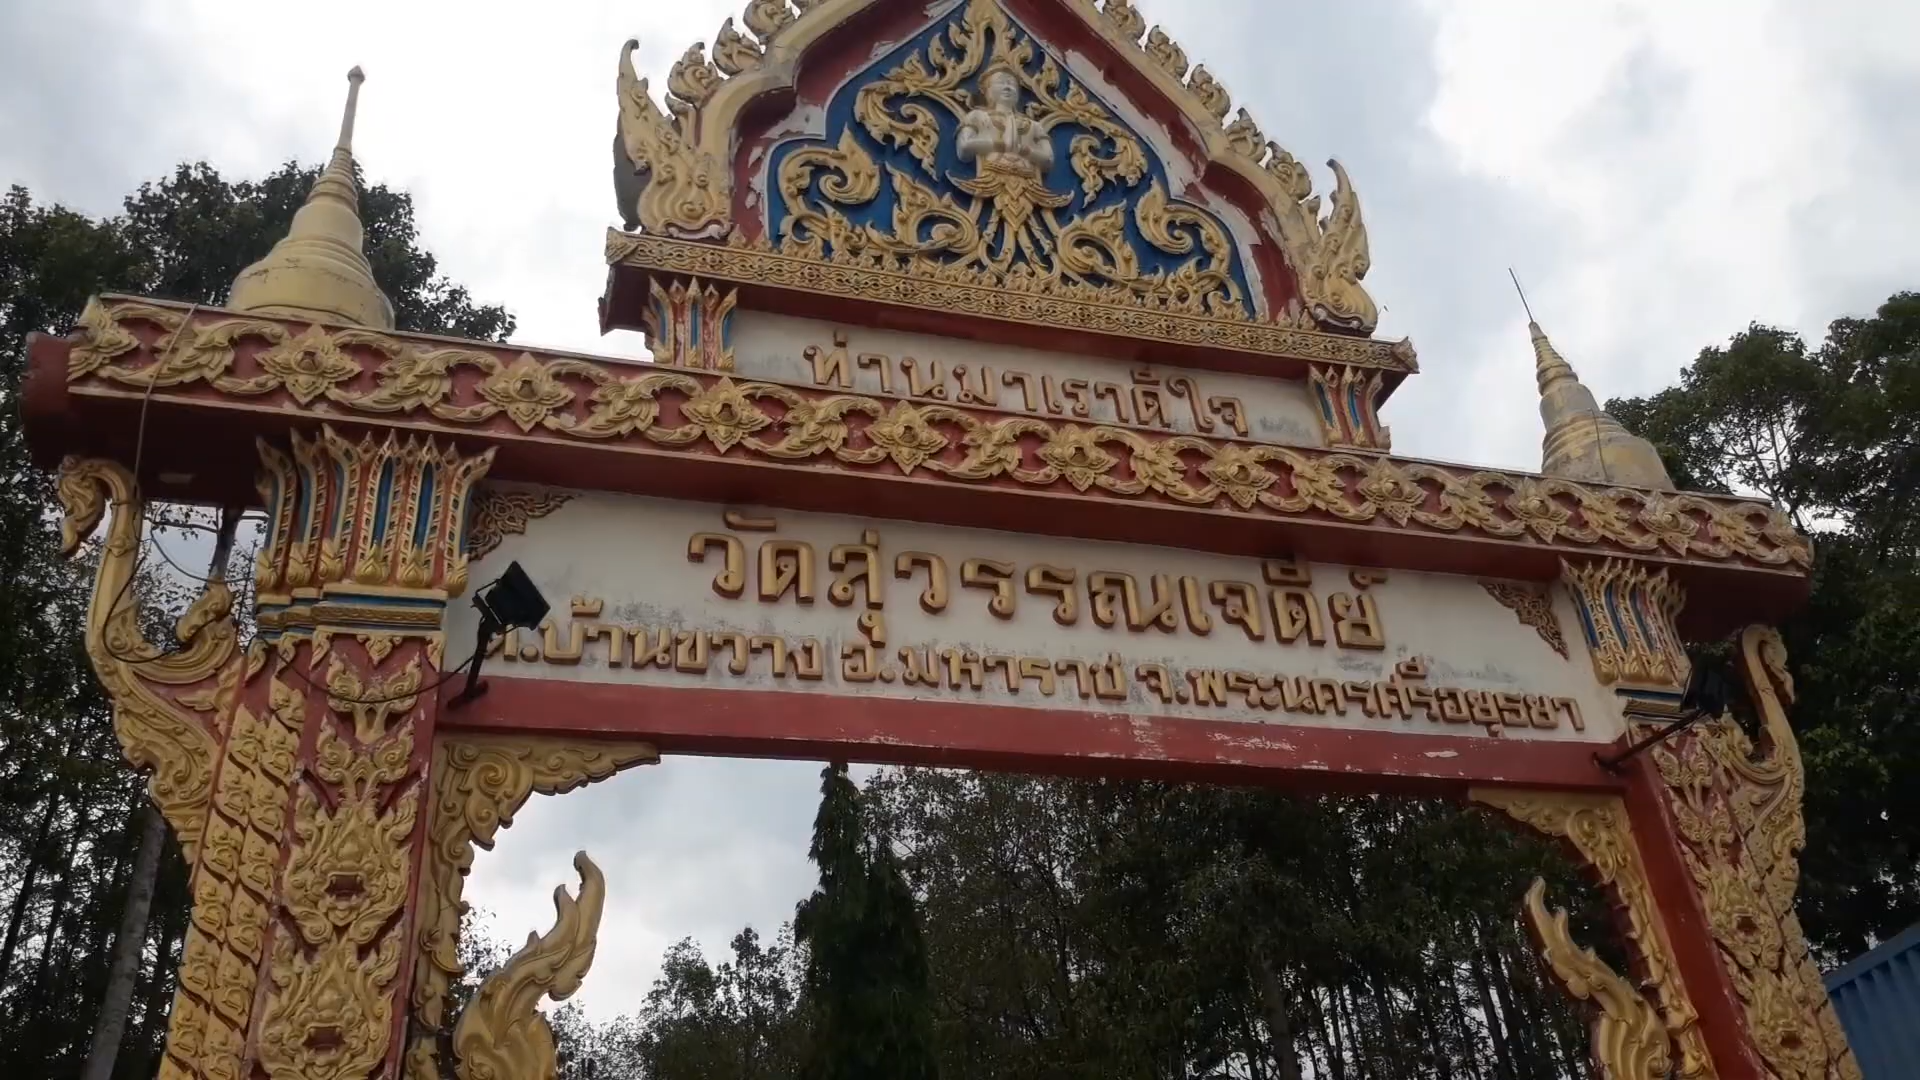 ท่านมาเราดีใจ
วัดสุวรรณเจดีย์
ต.บ้านขวาง อ.มหาราช จ.พระนครศรีอยุธยา